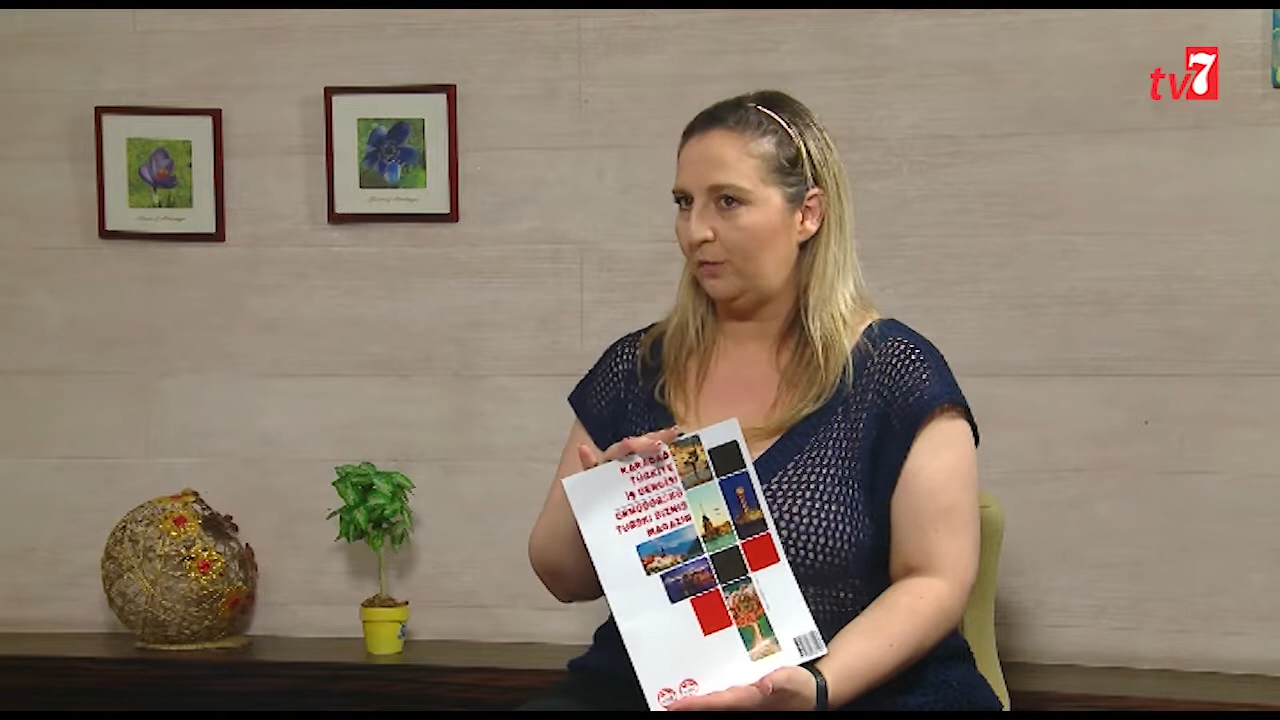 tv7
KARADAĞ
TÜRKİYE
İŞ DERGİSİ
CRNOGORSKO
TURSKI BIZNIS
MAGAZIN